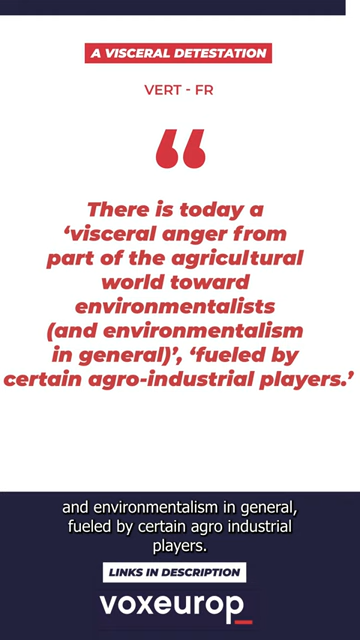 A VISCERAL DETESTATION
VERT - FR
“
There is today a
‘visceral anger from
part of the agricultural
world toward
environmentalists
(and environmentalism
in general)’, ‘fueled by
certain agro-industrial players.’
and environmentalism in general,
fueled by certain agro industrial
players.
LINKS IN DESCRIPTION
voxeurop_